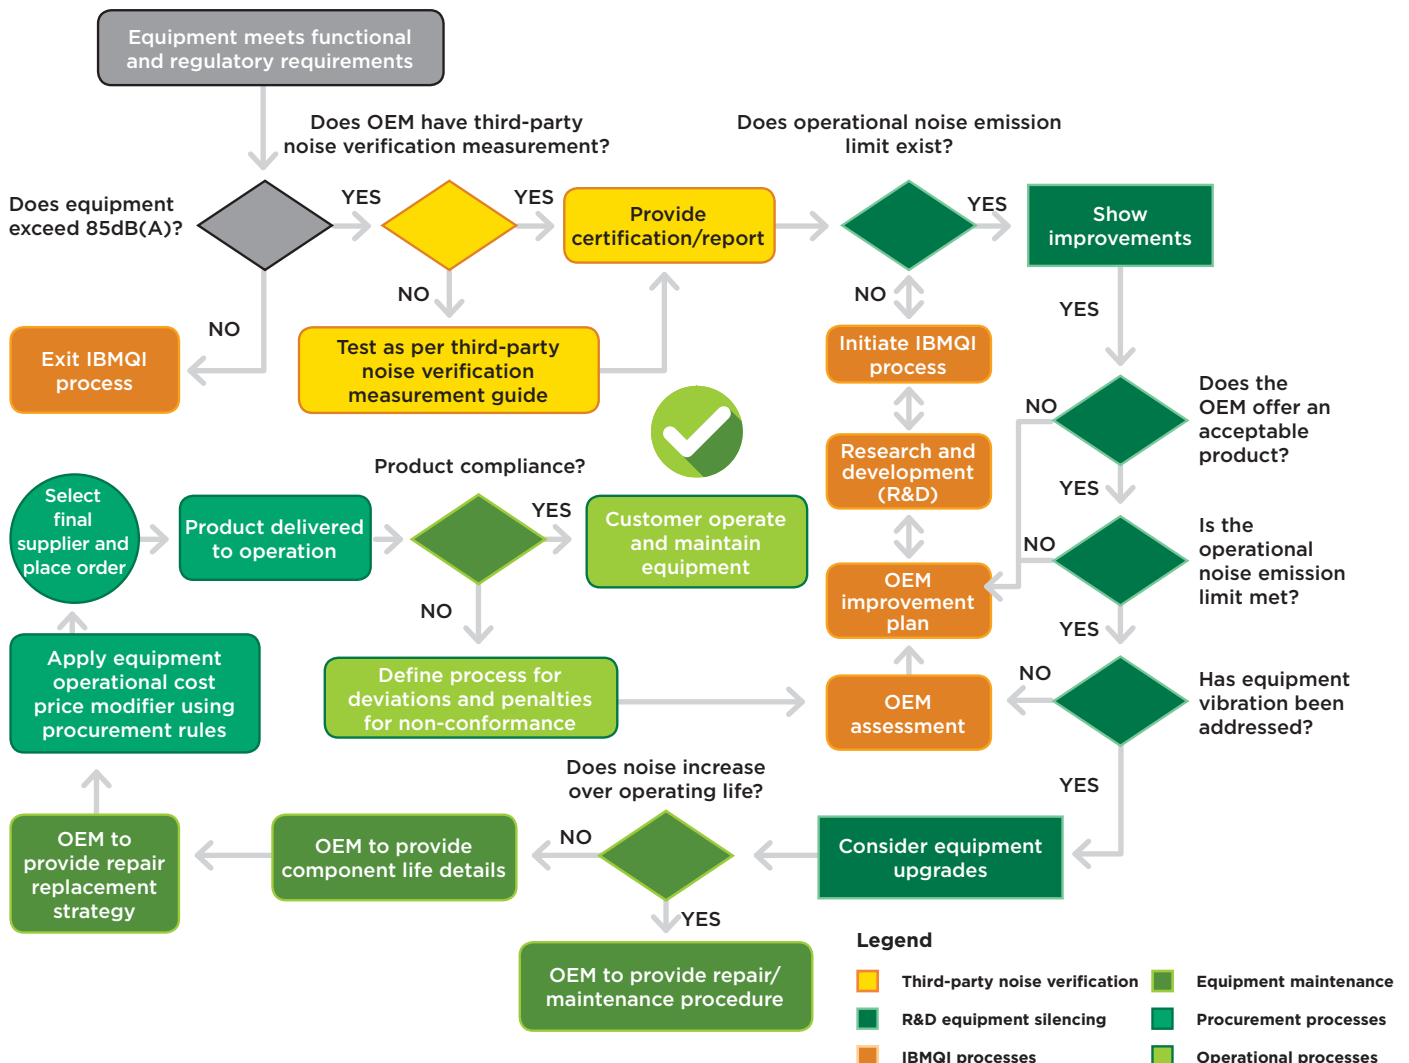 Equipment meets functional
and regulatory requirements
Does OEM have third-party
noise verification measurement?
Does operational noise emission
limit exist?
Does equipment
exceed 85dB(A)?
YES
YES
Provide
certification/report
YES
Show
improvements
NO
NO
NO
YES
Exit IBMQI
process
Test as per third-party
noise verification
measurement guide
Initiate IBMQI
process
Does the
OEM offer an
acceptable
product?
NO
YES
Research and
development
(R&D)
Product compliance?
Select
final
supplier and
place order
Product delivered
to operation
YES
Customer operate
and maintain
equipment
NO
Is the
operational
noise emission
limit met?
NO
YES
OEM
improvement
plan
Apply equipment
operational cost
price modifier using
procurement rules
Define process for
deviations and penalties
for non-conformance
OEM
assessment
NO
Has equipment
vibration been
addressed?
YES
Does noise increase
over operating life?
OEM to
provide repair
replacement
strategy
OEM to provide
component life details
NO
Consider equipment
upgrades
YES
OEM to provide repair/
maintenance procedure
Legend
Third-party noise verification
Equipment maintenance
R&D equipment silencing
Procurement processes
IBMQI processes
Operational processes